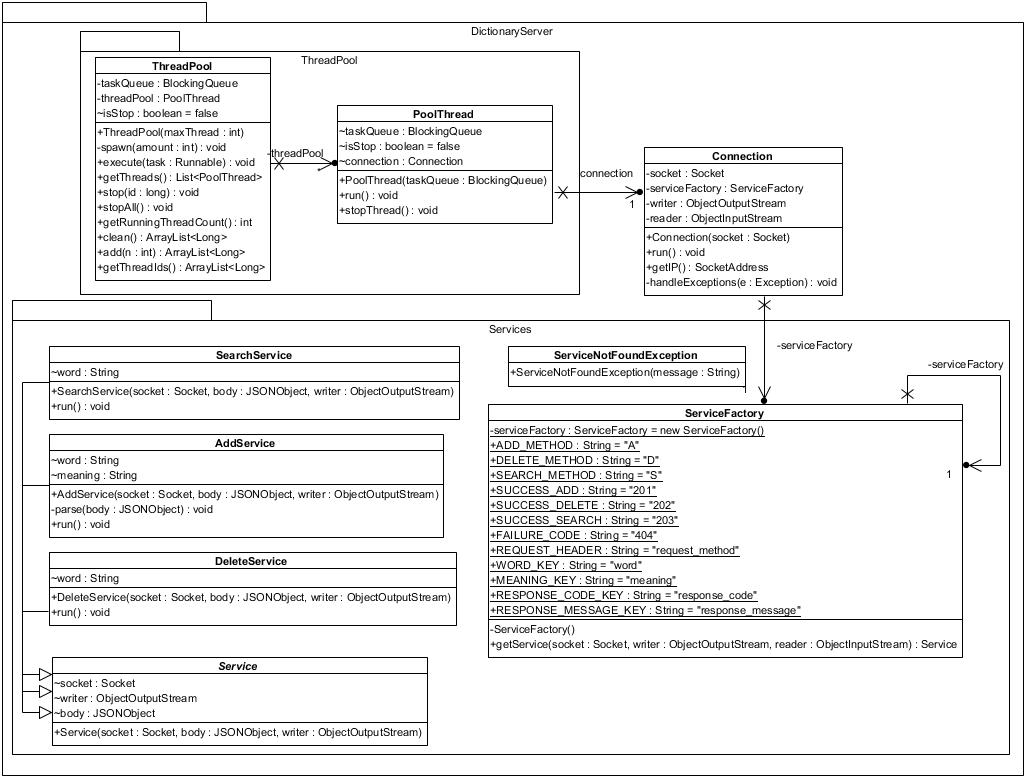 DictionaryServer
ThreadPool
ThreadPool
-taskQueue : BlockingQueue
-threadPool : PoolThread
~isStop : boolean = false
+ThreadPool(maxThread : int)
-spawn(amount : int) : void
+execute(task : Runnable) : void
+getThreads() : List<PoolThread>
+stop(id : long) : void
+stopAll() : void
+getRunningThreadCount() : int
+clean() : ArrayList<Long>
+add(n : int) : ArrayList<Long>
+getThreadIds() : ArrayList<Long>
-threadPool
*
PoolThread
~taskQueue : BlockingQueue
~isStop : boolean = false
~connection : Connection
+PoolThread(taskQueue : BlockingQueue)
+run() : void
+stopThread() : void
connection
1
Connection
-socket : Socket
-serviceFactory : ServiceFactory
-writer : ObjectOutputStream
-reader : ObjectInputStream
+Connection(socket : Socket)
+run() : void
+getIP() : SocketAddress
-handleExceptions(e : Exception) : void
Services
-serviceFactory
SearchService
~word : String
+SearchService(socket : Socket, body : JSONObject, writer : ObjectOutputStream)
+run() : void
AddService
~word : String
~meaning : String
+AddService(socket : Socket, body : JSONObject, writer : ObjectOutputStream)
-parse(body : JSONObject) : void
+run() : void
DeleteService
~word : String
+DeleteService(socket : Socket, body : JSONObject, writer : ObjectOutputStream)
+run() : void
Service
~socket : Socket
~writer : ObjectOutputStream
~body : JSONObject
+Service(socket : Socket, body : JSONObject, writer : ObjectOutputStream)
ServiceNotFoundException
+ServiceNotFoundException(message : String)
-serviceFactory
1
ServiceFactory
-serviceFactory : ServiceFactory = new ServiceFactory()
+ADD_METHOD : String = "A"
+DELETE_METHOD : String = "D"
+SEARCH_METHOD : String = "S"
+SUCCESS_ADD : String = "201"
+SUCCESS_DELETE : String = "202"
+SUCCESS_SEARCH : String = "203"
+FAILURE_CODE : String = "404"
+REQUEST_HEADER : String = "request_method"
+WORD_KEY : String = "word"
+MEANING_KEY : String = "meaning"
+RESPONSE_CODE_KEY : String = "response_code"
+RESPONSE_MESSAGE_KEY : String = "response_message"
-ServiceFactory()
+getService(socket : Socket, writer : ObjectOutputStream, reader : ObjectInputStream) : Service